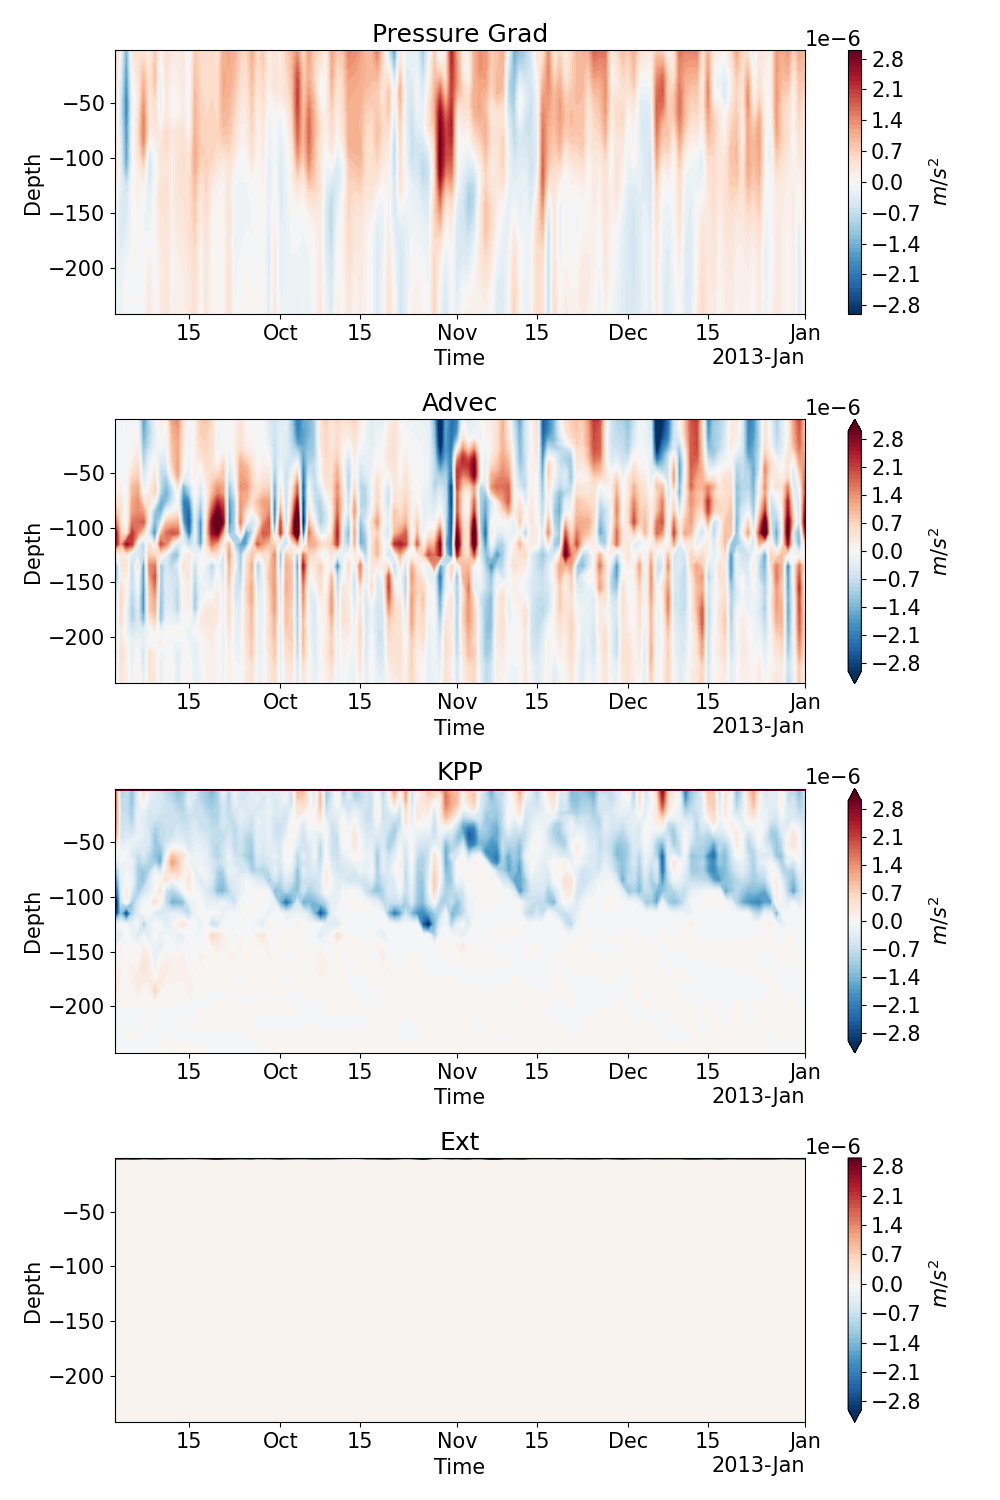 Pressure Grad
1e−6
−50
−100
−150
−200
Depth
15 Oct 15 Nov 15 Dec 15 Jan
Time
2013-Jan
2.8
2.1
1.4
0.7
0.0
−0.7
−1.4
−2.1
−2.8
m/s²
Advec
1e−6
−50
−100
−150
−200
Depth
15 Oct 15 Nov 15 Dec 15 Jan
Time
2013-Jan
2.8
2.1
1.4
0.7
0.0
−0.7
−1.4
−2.1
−2.8
m/s²
KPP
1e−6
−50
−100
−150
−200
Depth
15 Oct 15 Nov 15 Dec 15 Jan
Time
2013-Jan
2.8
2.1
1.4
0.7
0.0
−0.7
−1.4
−2.1
−2.8
m/s²
Ext
1e−6
−50
−100
−150
−200
Depth
15 Oct 15 Nov 15 Dec 15 Jan
Time
2013-Jan
2.8
2.1
1.4
0.7
0.0
−0.7
−1.4
−2.1
−2.8
m/s²